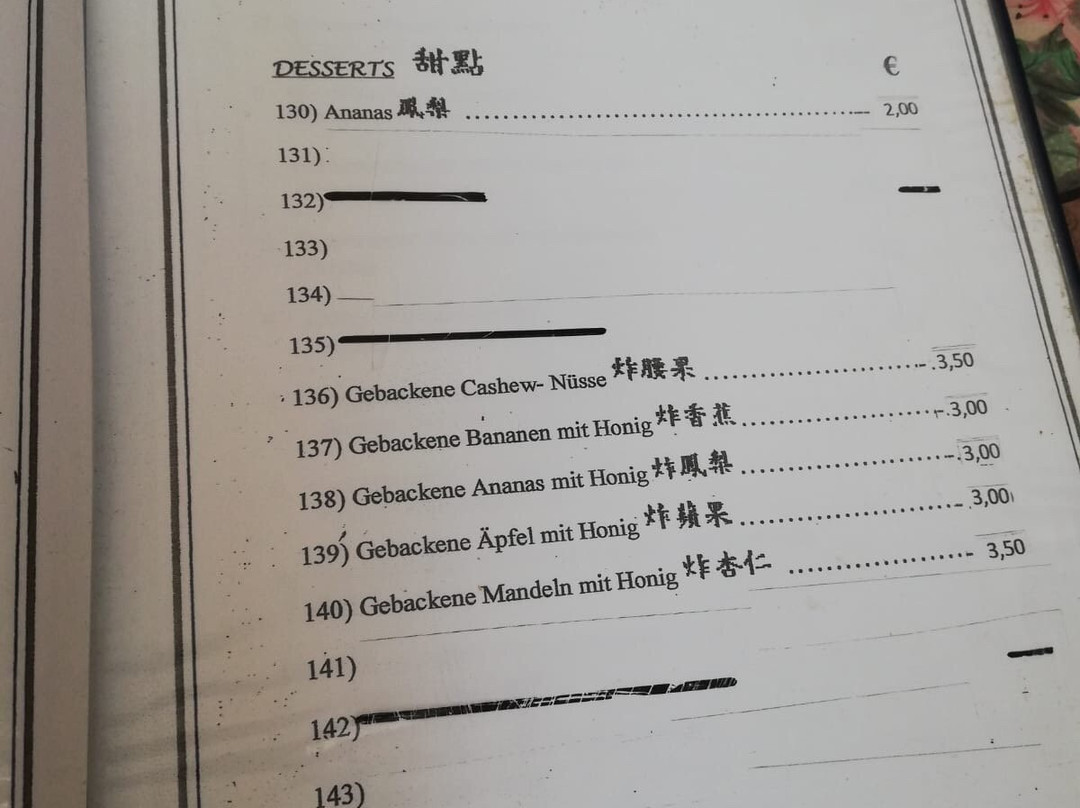 DESSERTS 甜點 €
130) Ananas 鳳梨 2,00
131)
132)
133)
134)
135)
136) Gebackene Cashew- Nüsse 炸腰果 3,50
137) Gebackene Bananen mit Honig 炸香蕉 3,00
138) Gebackene Ananas mit Honig 炸鳳梨 3,00
139) Gebackene Äpfel mit Honig 炸蘋果 3,00
140) Gebackene Mandeln mit Honig 炸杏仁 3,50
141)
142)
143)